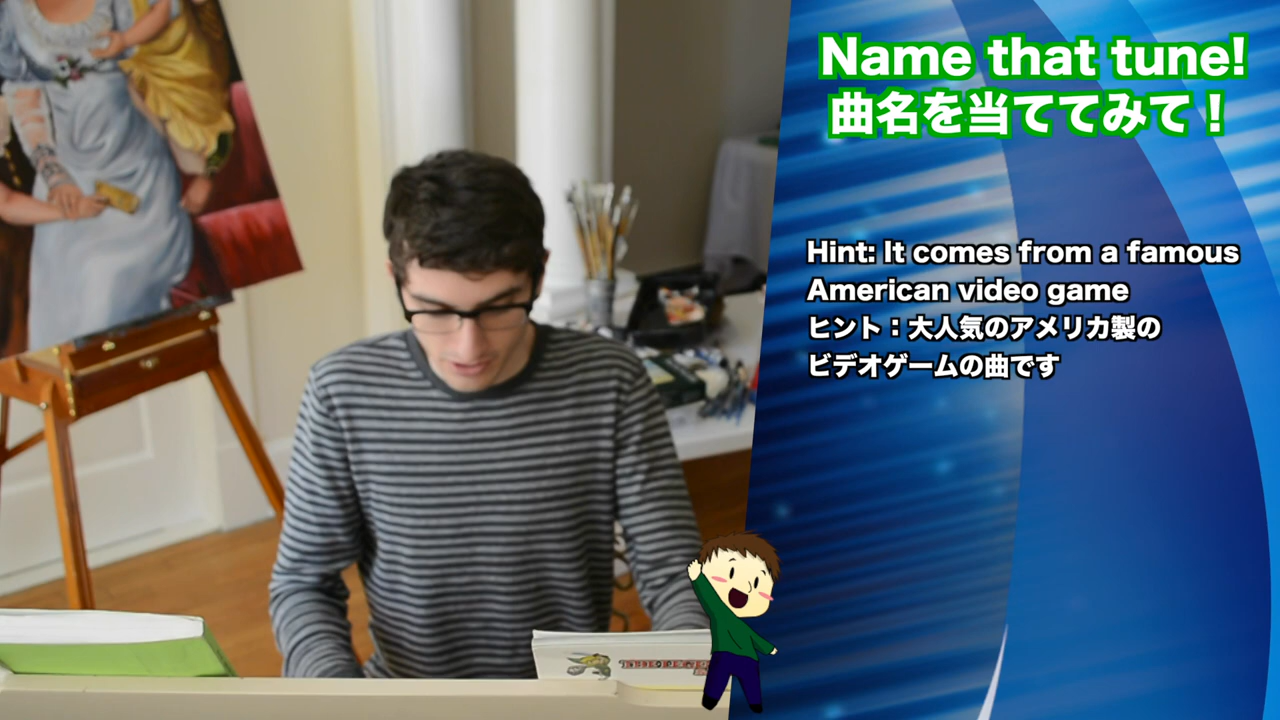 Name that tune!
曲名を当ててみて！
Hint: It comes from a famous
American video game
ヒント：大人気のアメリカ製の
ビデオゲームの曲です